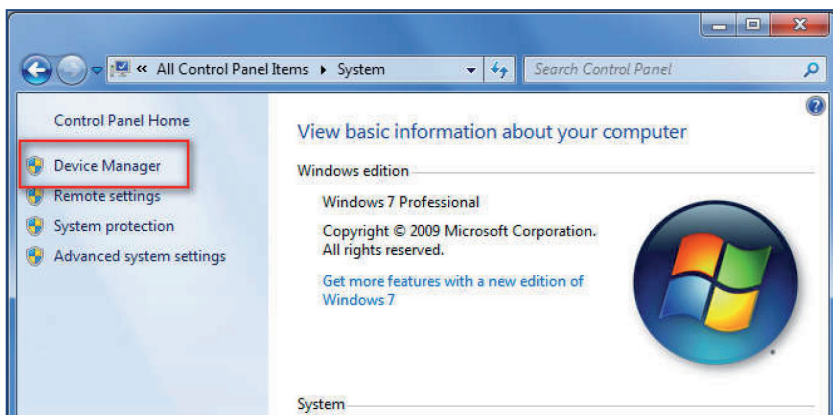 « All Control Panel Items ▸ System
Search Control Panel
Control Panel Home
Device Manager
Remote settings
System protection
Advanced system settings
View basic information about your computer
Windows edition
Windows 7 Professional
Copyright © 2009 Microsoft Corporation.
All rights reserved.
Get more features with a new edition of
Windows 7
System